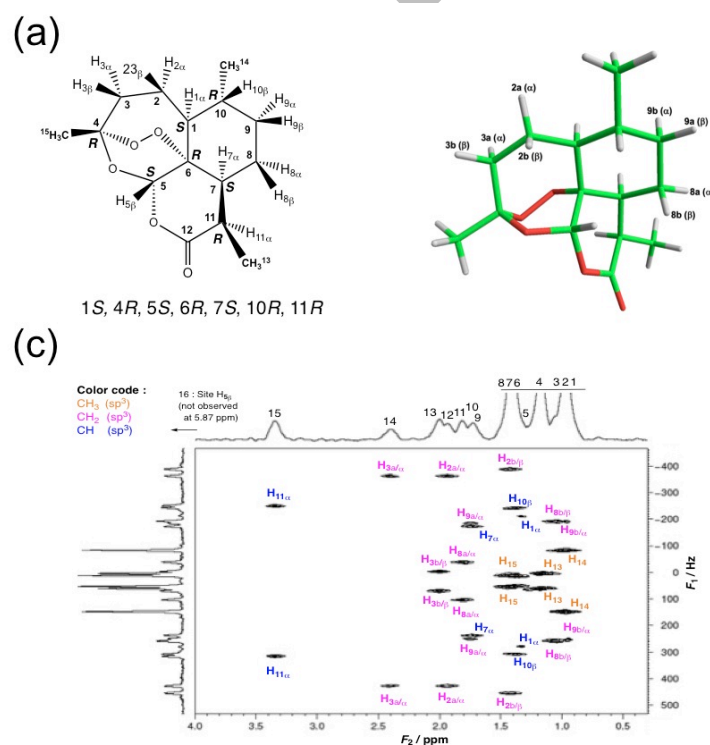 (a)
H3α
H3β
23β
H2α
CH3 14
R
H10β
10
H1α
H9α
H9β
3
2
S
1
9
15 H3C
4
R
O
O
R
6
H7α
8
H8α
H8β
O
S
5
7
S
H5β
O
11
12
R
H11α
O
CH3 13
1S, 4R, 5S, 6R, 7S, 10R, 11R
2a (α)
9b (α)
9a (β)
3b (β)
3a (α)
2b (β)
8a (α
8b (β)
(c)
Color code :
CH3 (sp3)
CH2 (sp3)
CH (sp3)
16 : Site H5β
(not observed
at 5.87 ppm)
15
14
13
12
11
10
9
8 7 6
5
4
3
2 1
H3a/α
H2a/α
H2b/β
H11α
H10β
H9a/α
H7α
H1α
H8b/β
H9b/α
H3b/β
H8a/α
H15
H13
H14
H3b/β
H8a/α
H15
H13
H14
H7α
H9a/α
H1α
H10β
H9b/α
H8b/β
H11α
H3a/α
H2a/α
H2b/β
-400
-300
-200
-100
0
100
200
300
400
500
F1 / Hz
4.0
3.5
3.0
2.5
2.0
1.5
1.0
0.5
F2 / ppm